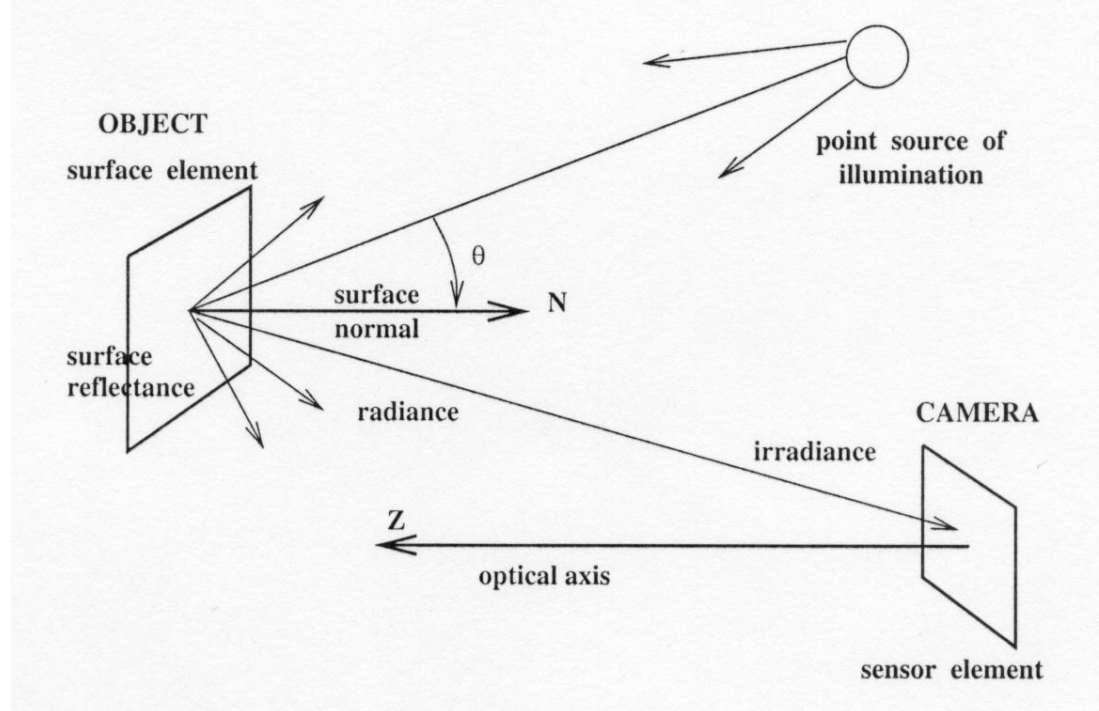 OBJECT
surface element
point source of
illumination
θ
surface
normal
N
surface
reflectance
radiance
CAMERA
irradiance
Z
optical axis
sensor element